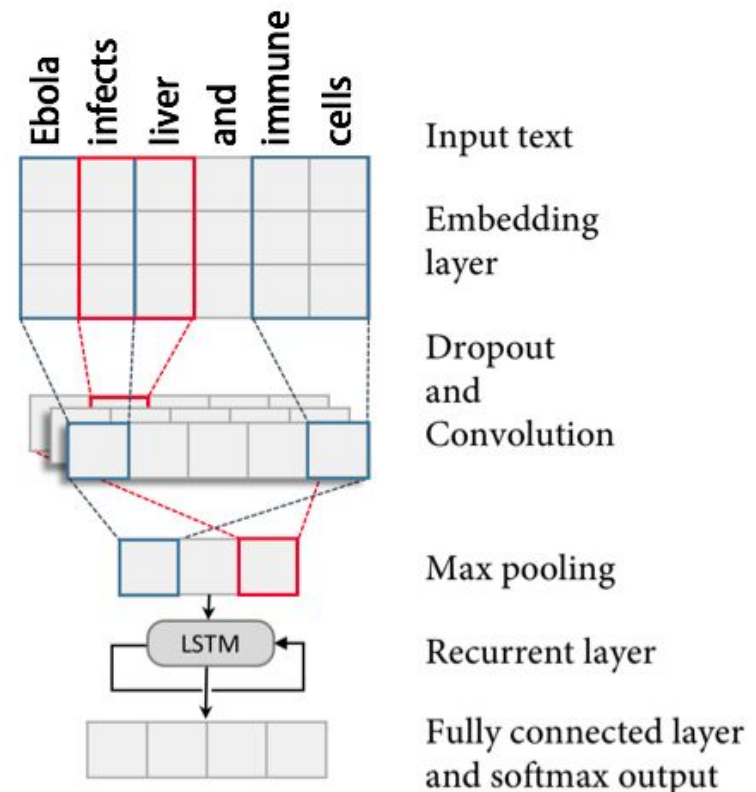 Ebola
infects
liver
and
immune
cells
Input text
Embedding
layer
Dropout
and
Convolution
Max pooling
LSTM
Recurrent layer
Fully connected layer
and softmax output